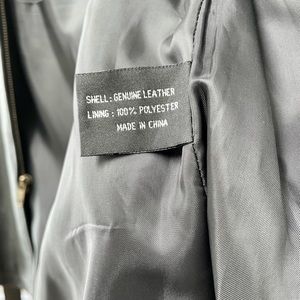 SHELL : GENUINE LEATHER
LINING : 100% POLYESTER
MADE IN CHINA